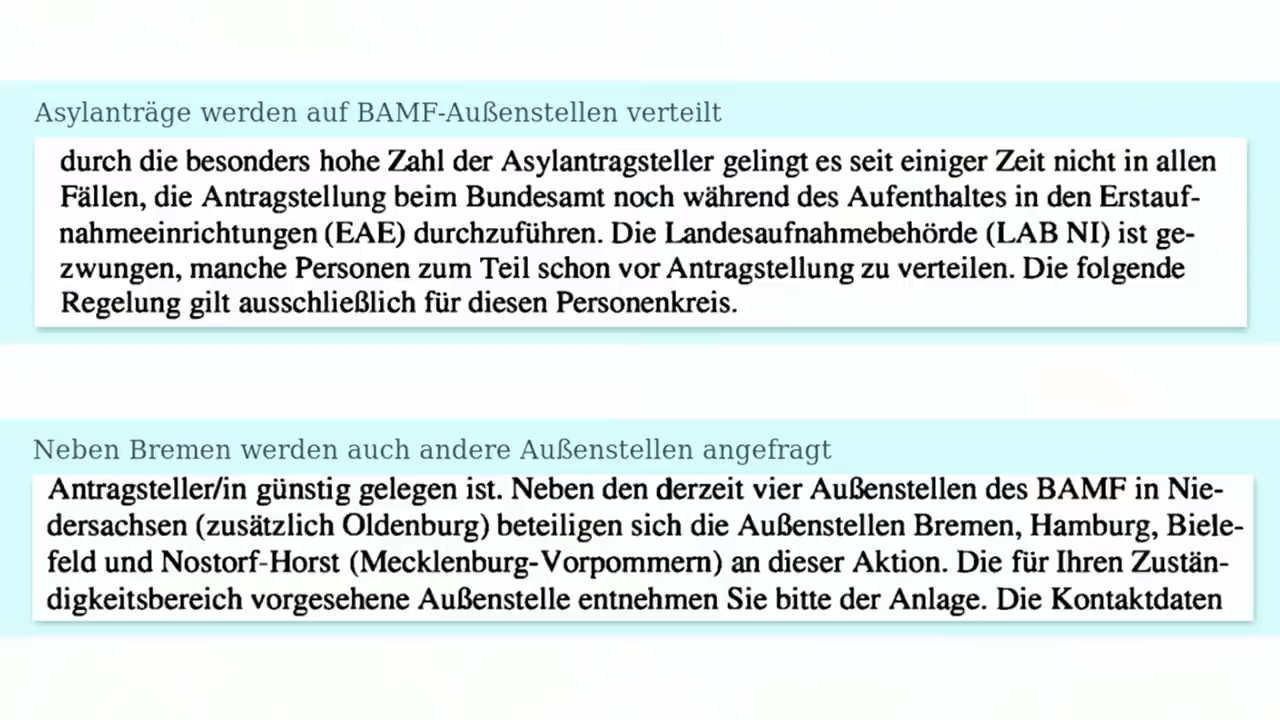 Asylanträge werden auf BAMF-Außenstellen verteilt
durch die besonders hohe Zahl der Asylantragsteller gelingt es seit einiger Zeit nicht in allen
Fällen, die Antragstellung beim Bundesamt noch während des Aufenthaltes in den Erstauf-
nahmeeinrichtungen (EAE) durchzuführen. Die Landesaufnahmebehörde (LAB NI) ist ge-
zwungen, manche Personen zum Teil schon vor Antragstellung zu verteilen. Die folgende
Regelung gilt ausschließlich für diesen Personenkreis.
Neben Bremen werden auch andere Außenstellen angefragt
Antragsteller/in günstig gelegen ist. Neben den derzeit vier Außenstellen des BAMF in Nie-
dersachsen (zusätzlich Oldenburg) beteiligen sich die Außenstellen Bremen, Hamburg, Biele-
feld und Nostorf-Horst (Mecklenburg-Vorpommern) an dieser Aktion. Die für Ihren Zustän-
digkeitsbereich vorgesehene Außenstelle entnehmen Sie bitte der Anlage. Die Kontaktdaten